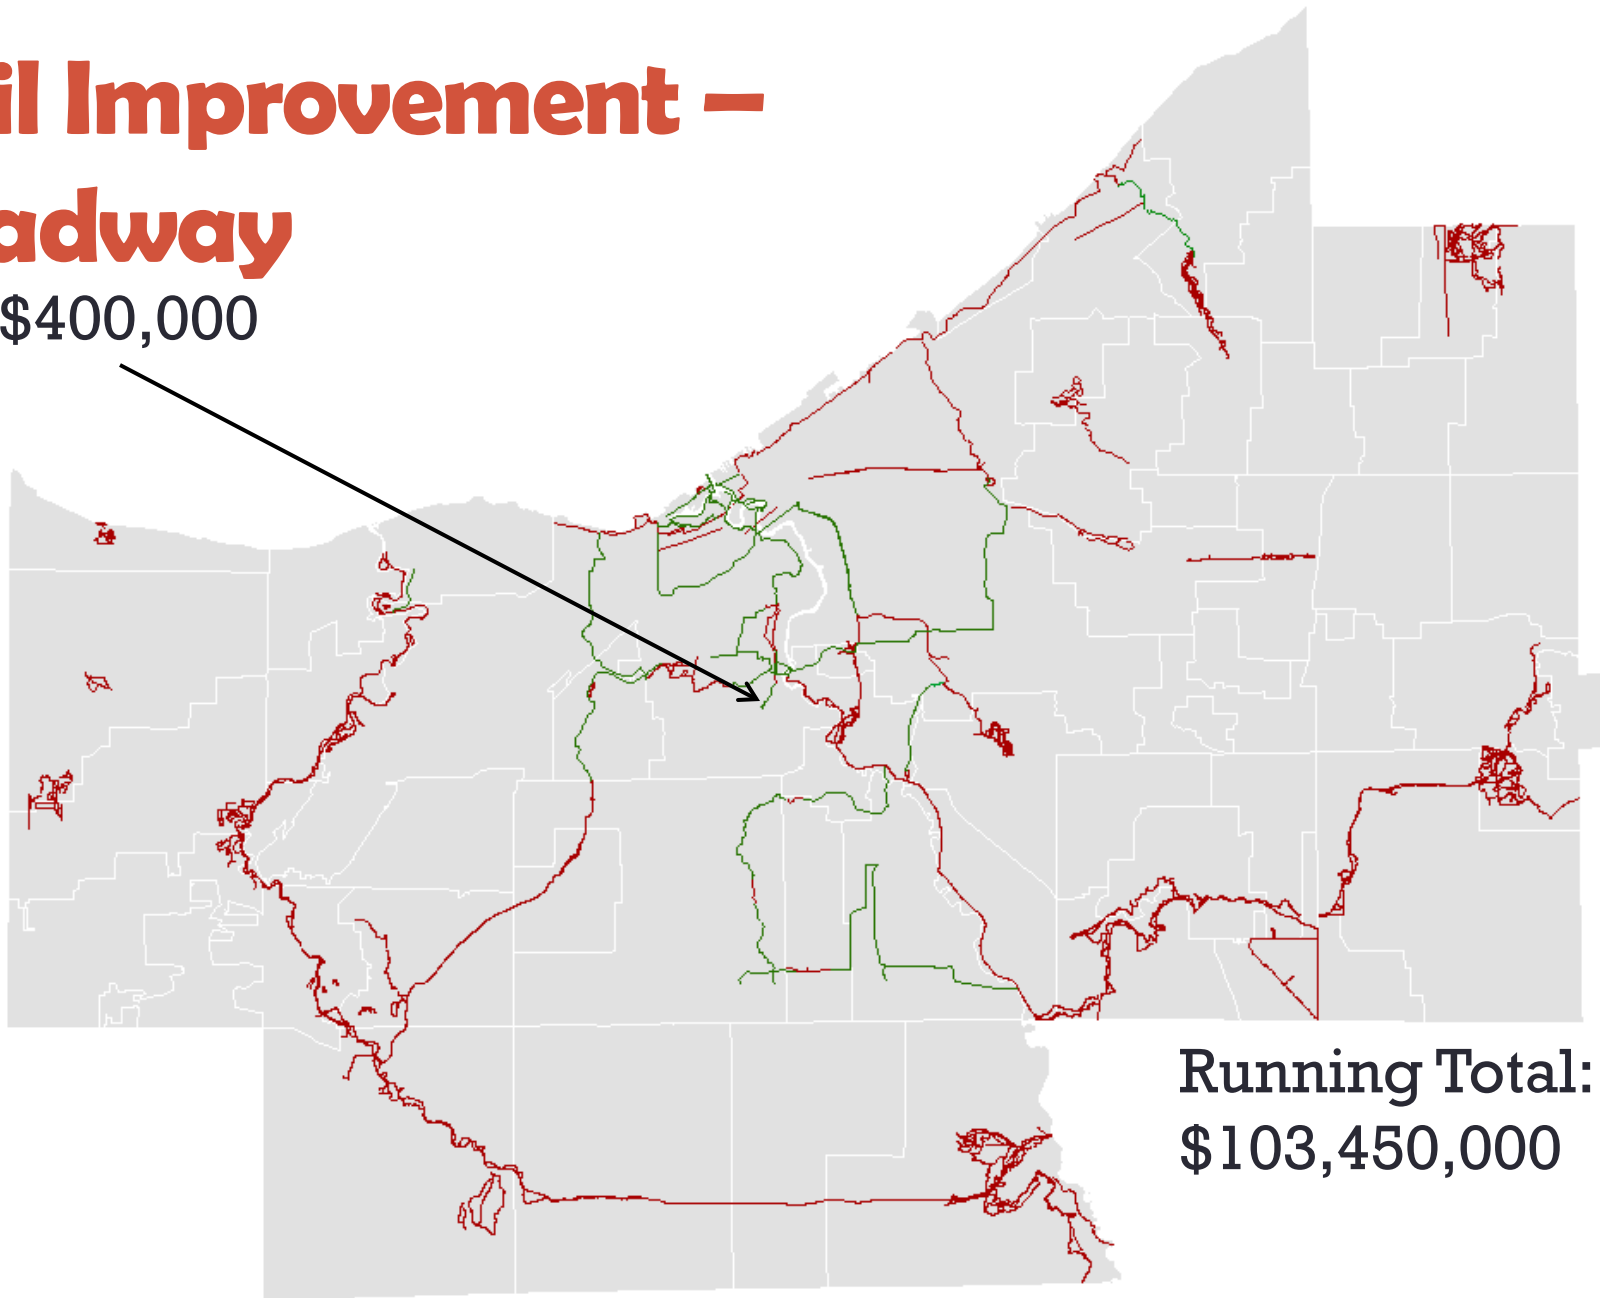 il Improvement –
adway
$400,000
Running Total:
$103,450,000